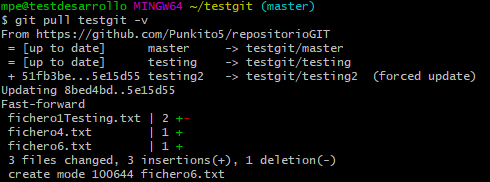 mpe@testdesarrollo MINGW64 ~/testgit (master)
$ git pull testgit -v
From https://github.com/Punkito5/repositorioGIT
 = [up to date]      master     -> testgit/master
 = [up to date]      testing    -> testgit/testing
 + 51fb3be...5e15d55 testing2   -> testgit/testing2  (forced update)
Updating 8bed4bd..5e15d55
Fast-forward
 fichero1Testing.txt | 2 +-
 fichero4.txt        | 1 +
 fichero6.txt        | 1 +
 3 files changed, 3 insertions(+), 1 deletion(-)
 create mode 100644 fichero6.txt